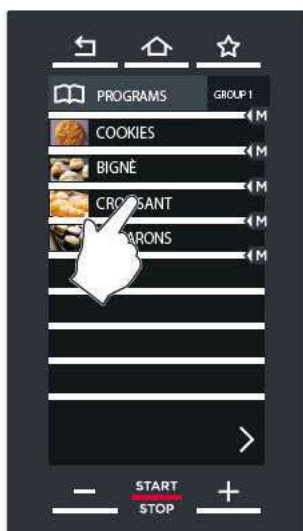 PROGRAMS GROUP 1
M
COOKIES
M
BIGNÈ
M
M
START
STOP